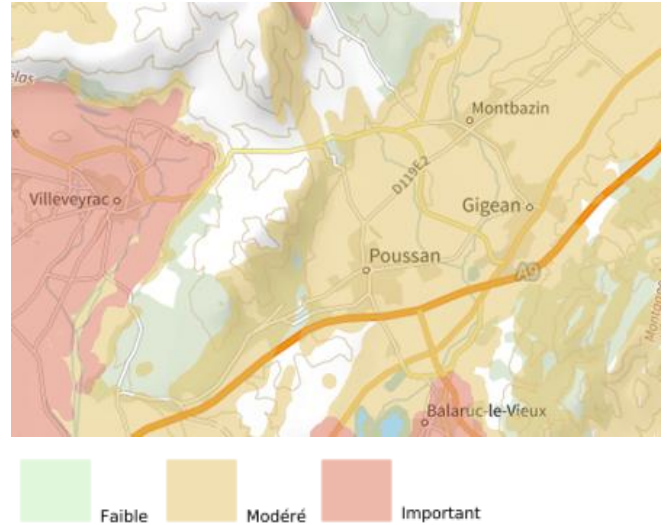 Montbazin
D119E2
Villeveyrac
Gigean
Poussan
A9
Balaruc-le-Vieux
Faible Modéré Important